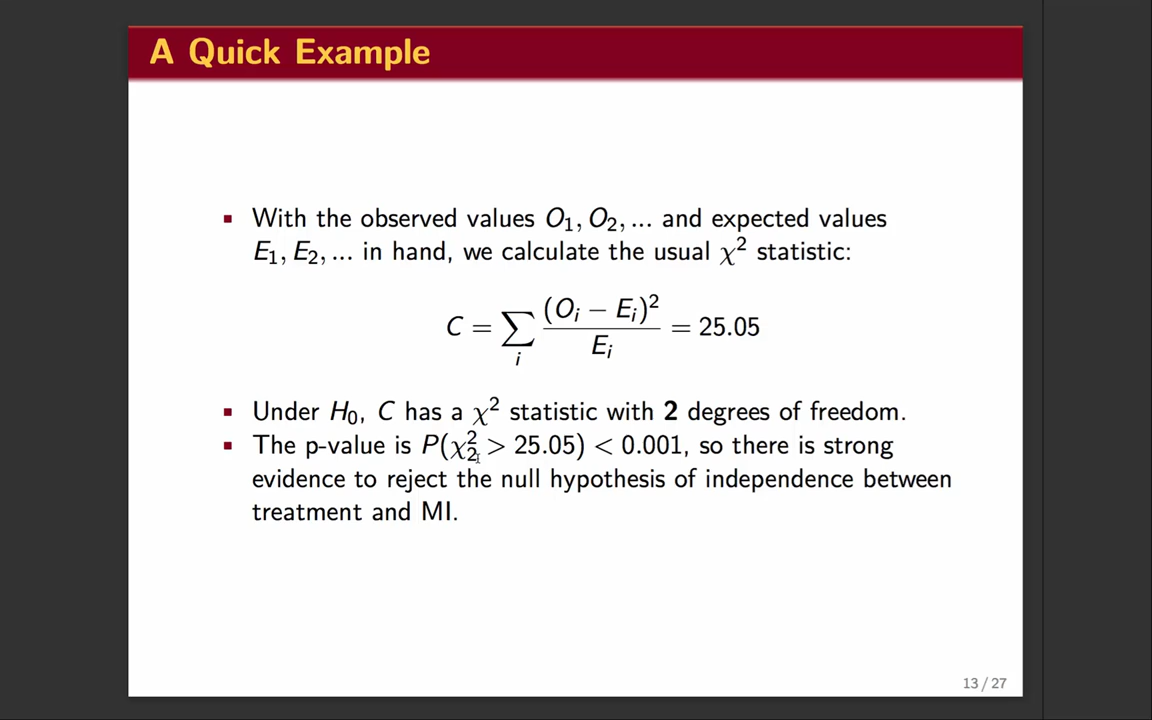 A Quick Example
With the observed values O₁, O₂, ... and expected values
E₁, E₂, ... in hand, we calculate the usual χ² statistic:
C = ∑ᵢ (Oᵢ − Eᵢ)² / Eᵢ = 25.05
Under H₀, C has a χ² statistic with 2 degrees of freedom.
The p-value is P(χ²₂ > 25.05) < 0.001, so there is strong
evidence to reject the null hypothesis of independence between
treatment and MI.
13 / 27